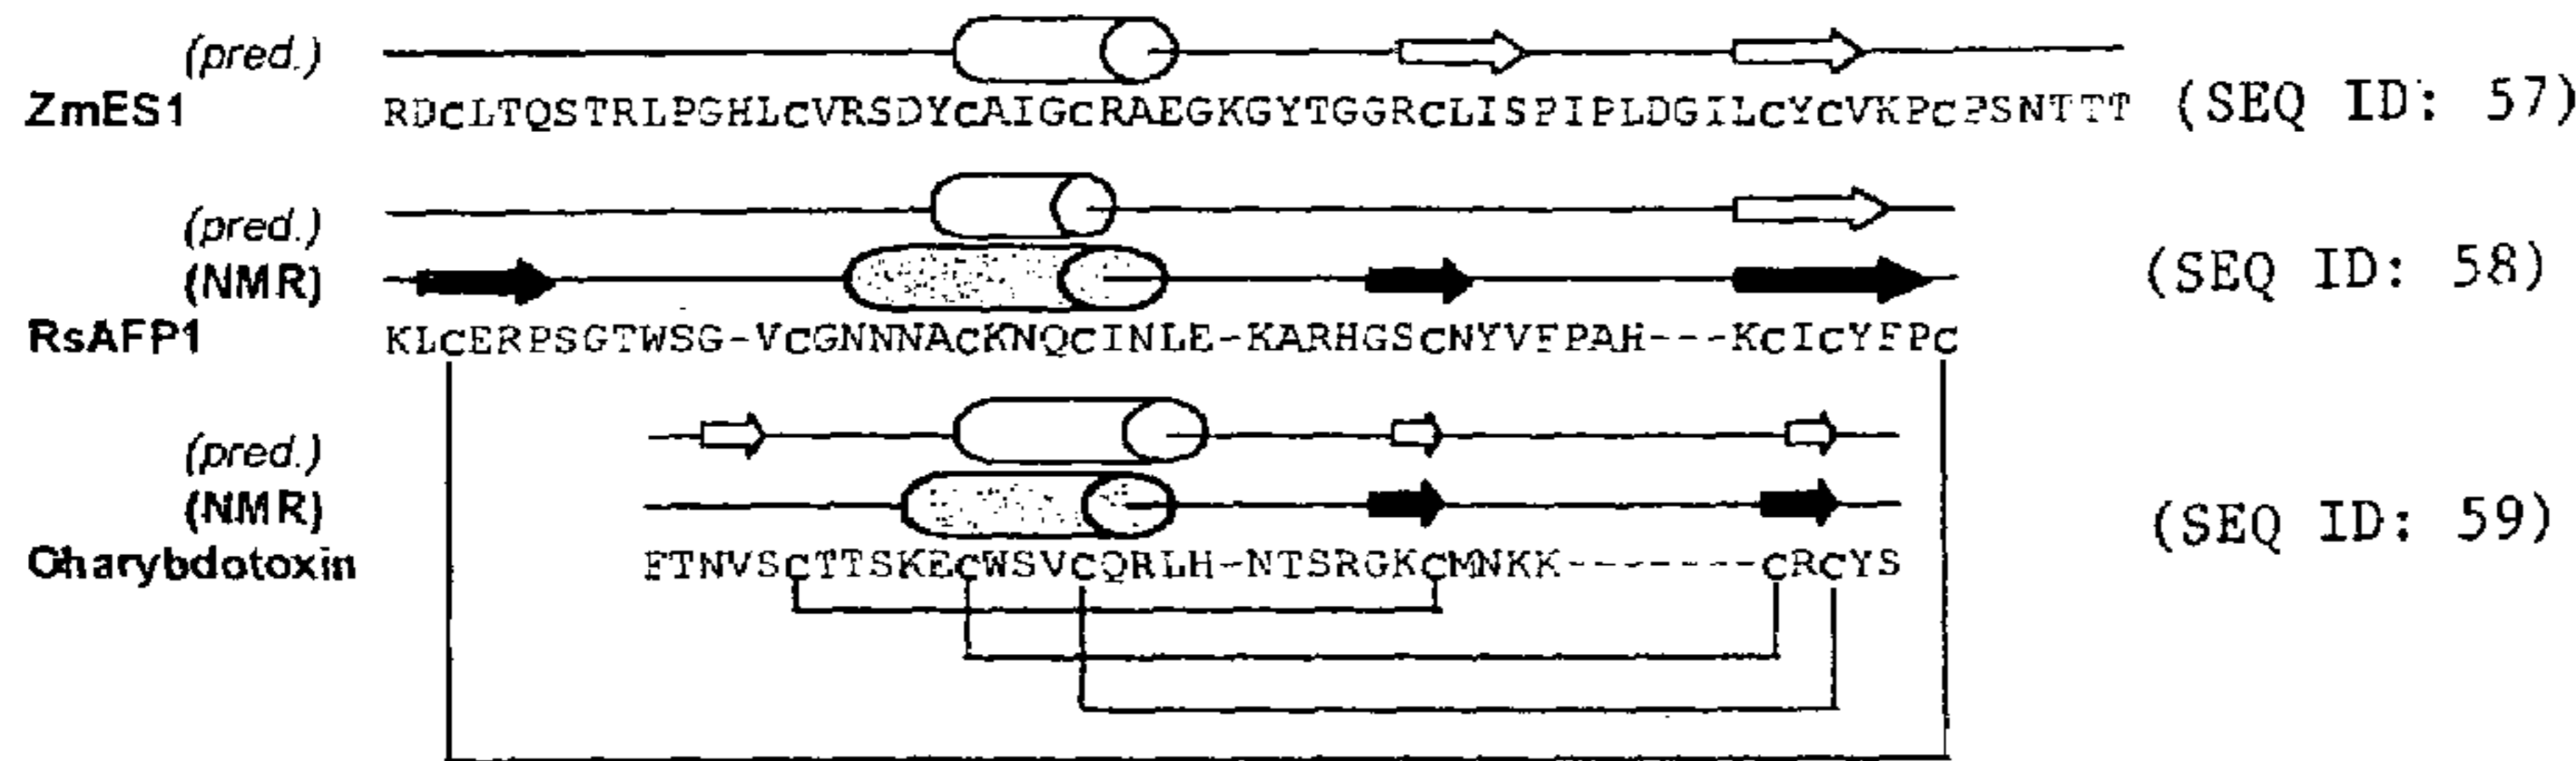 (pred.)
ZmES1 RDCLTQSTRLPGHLCVRSDYCAIGCRAEGKGYTGGRCLISPIPLDGILCYCVKPCPSNTTT (SEQ ID: 57)
(pred.)
(NMR) (SEQ ID: 58)
RsAFP1 KLCERPSGTWSG-VCGNNNACKNQCINLE-KARHGSCNYVFPAH---KCICYFPC
(pred.)
(NMR) (SEQ ID: 59)
Charybdotoxin FTNVSCTTSKECWSVCQRLH-NTSRGKCMNKK-------CRCYS